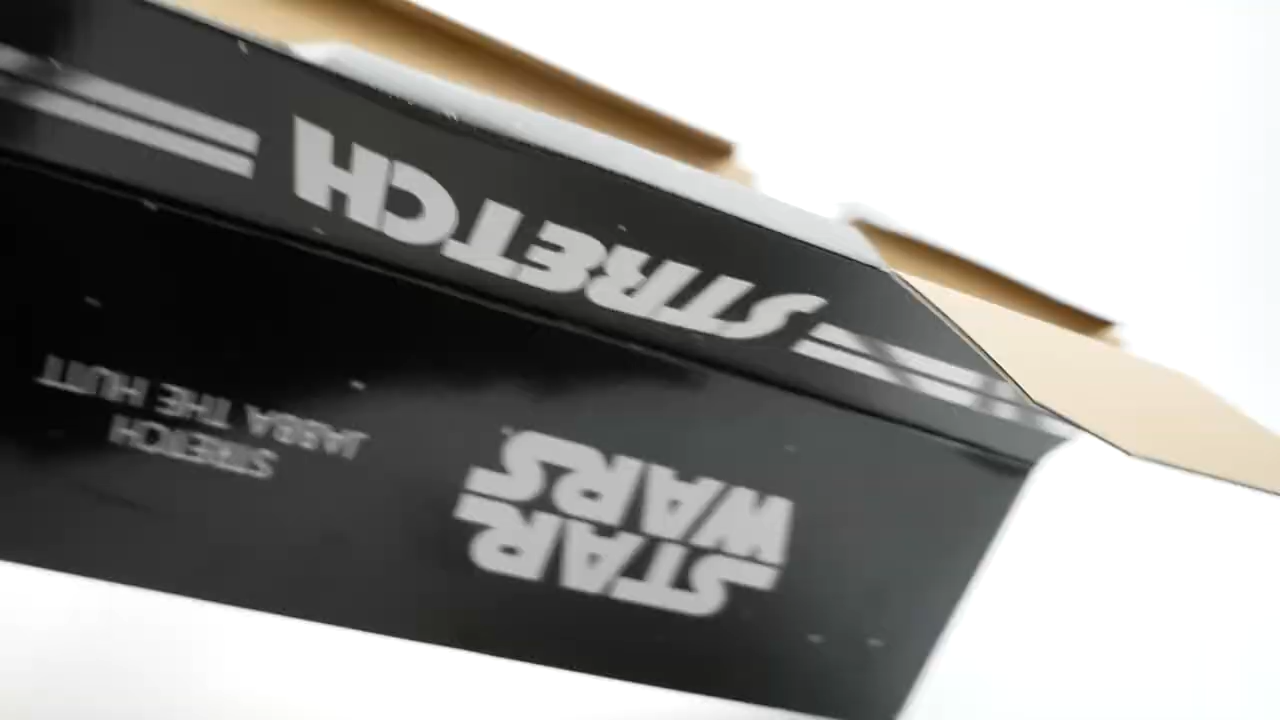 STRETCH
STAR
WARS
STRETCH
JABBA THE HUTT